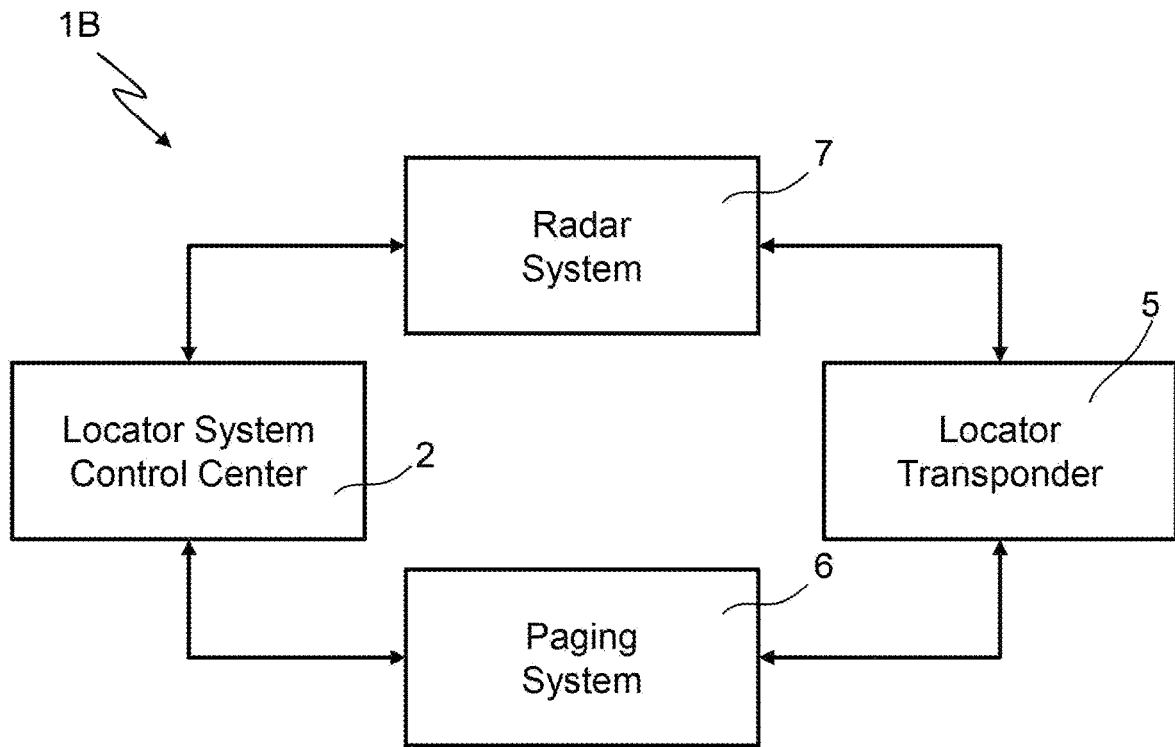 1B
7
Radar
System
5
Locator System
Control Center
2
Locator
Transponder
6
Paging
System